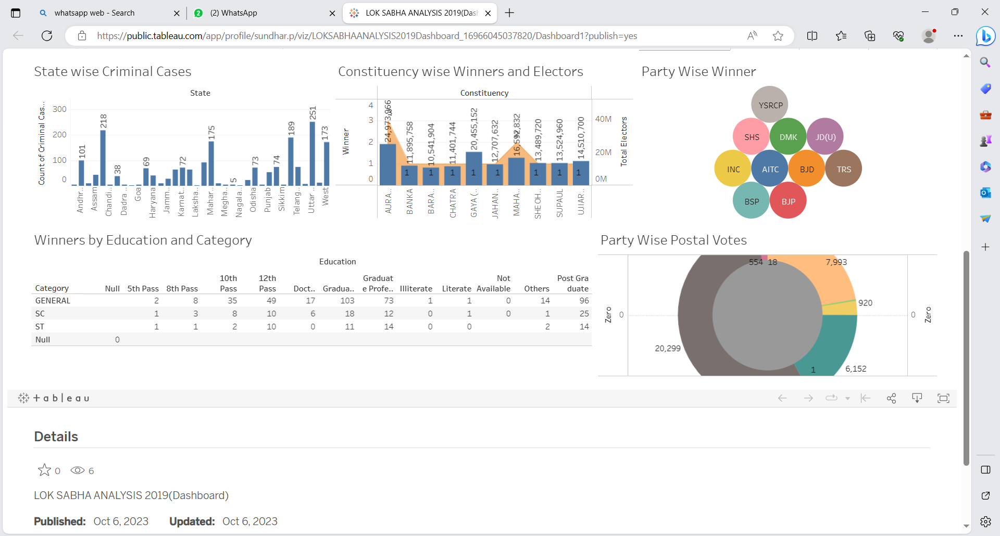 whatsapp web - Search
(2) WhatsApp
LOK SABHA ANALYSIS 2019(Dash
https://public.tableau.com/app/profile/sundhar.p/viz/LOKSABHAANALYSIS2019Dashboard_16966045037820/Dashboard1?publish=yes
State wise Criminal Cases
State
Count of Criminal Cas...
300
200
100
0
101
218
38
69
72
175
5
73
74
189
251
173
Andhr..
Assam
Chandi..
Dadra ..
Goa
Haryana
Jamm..
Karnat..
Laksha..
Mahar..
Megha..
Nagala..
Odisha
Punjab
Sikkim
Telang..
Uttar ..
West
Constituency wise Winners and Electors
Constituency
Winner
4
3
2
1
0
24,973,966
3
11,895,758
10,541,904
11,401,744
20,455,152
12,707,632
16,592,832
2
13,489,720
13,524,960
14,510,700
1
1
1
1
1
1
1
1
40M
20M
0M
Total Electors
AURA..
BANKA
BARA..
CHATRA
GAYA (..
JAHAN..
MAHA..
SHEOH..
SUPAUL
UJIAR..
Party Wise Winner
YSRCP
SHS DMK JD(U)
INC AITC BJD TRS
BSP BJP
Winners by Education and Category
Education
Category Null 5th Pass 8th Pass 10th Pass 12th Pass Doct.. Gradua.. Graduat e Profe.. Illiterate Literate Not Available Others Post Gra duate
GENERAL 2 8 35 49 17 103 73 1 1 0 14 96
SC 1 3 8 10 6 18 12 0 1 0 1 25
ST 1 1 2 10 0 11 14 0 0 2 14
Null 0
Party Wise Postal Votes
554 18 7,993
920
Zero 0
0 Zero
20,299
1 6,152
+ableau
Details
0 6
LOK SABHA ANALYSIS 2019(Dashboard)
Published: Oct 6, 2023 Updated: Oct 6, 2023